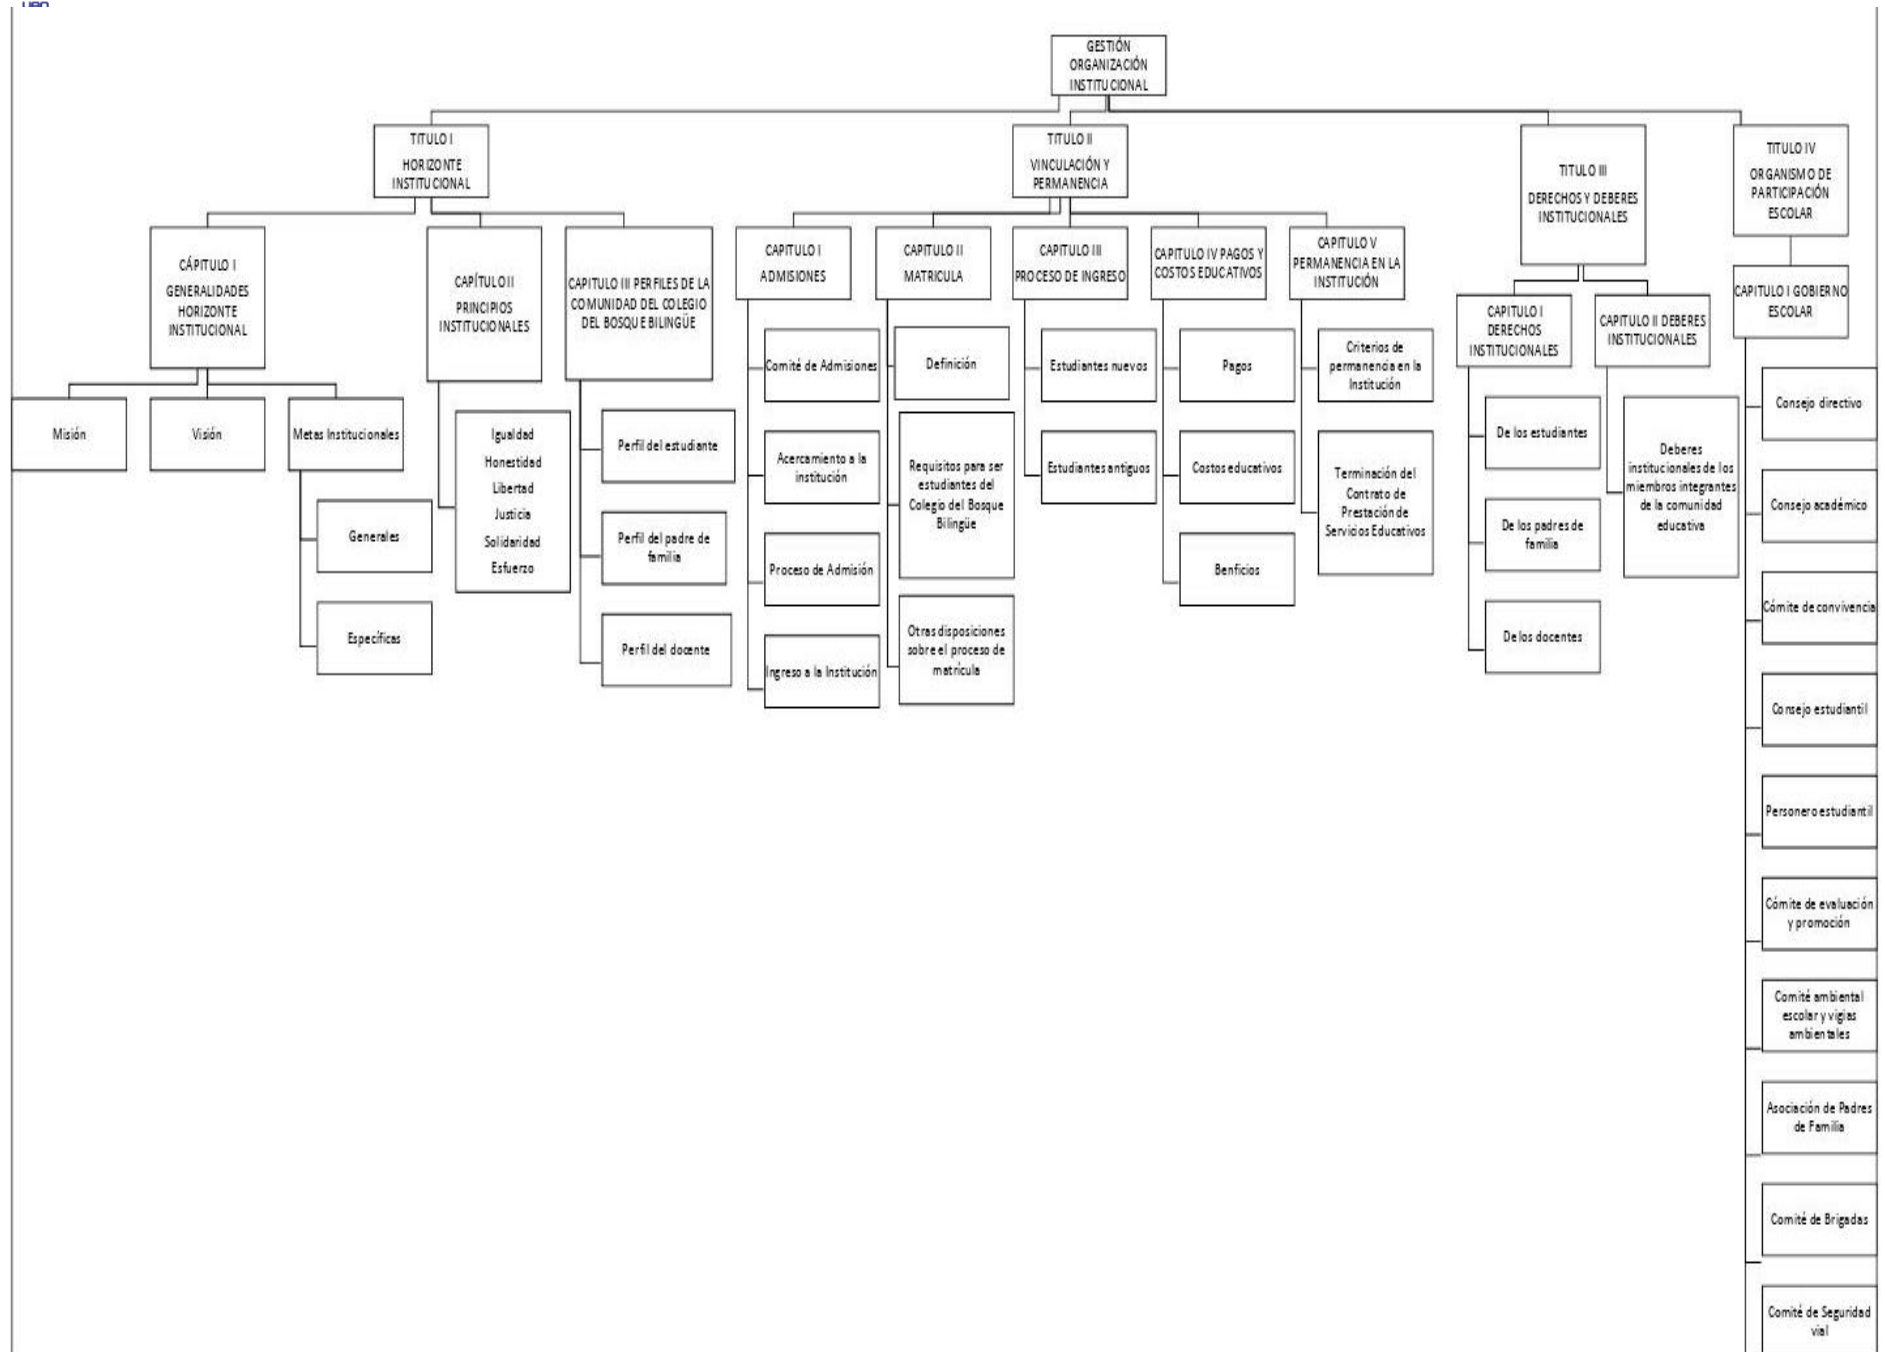 GESTIÓN
ORGANIZACIÓN
INSTITUCIONAL
TITULO I
HORIZONTE
INSTITUCIONAL
CÁPITULO I
GENERALIDADES
HORIZONTE
INSTITUCIONAL
Misión
Visión
Metas Institucionales
Generales
Específicas
CAPÍTULO II
PRINCIPIOS
INSTITUCIONALES
Igualdad
Honestidad
Libertad
Justicia
Solidaridad
Esfuerzo
CAPITULO III PERFILES DE LA
COMUNIDAD DEL COLEGIO
DEL BOSQUE BILINGÜE
Perfil del estudiante
Perfil del padre de
familia
Perfil del docente
TITULO II
VINCULACIÓN Y
PERMANENCIA
CAPITULO I
ADMISIONES
Comité de Admisiones
Acercamiento a la
institución
Proceso de Admisión
Ingreso a la Institución
CAPITULO II
MATRICULA
Definición
Requisitos para ser
estudiantes del
Colegio del Bosque
Bilingüe
Otras disposiciones
sobre el proceso de
matrícula
CAPITULO III
PROCESO DE INGRESO
Estudiantes nuevos
Estudiantes antiguos
CAPITULO IV PAGOS Y
COSTOS EDUCATIVOS
Pagos
Costos educativos
Benficios
CAPITULO V
PERMANENCIA EN LA
INSTITUCIÓN
Criterios de
permanencia en la
Institución
Terminación del
Contrato de
Prestación de
Servicios Educativos
TITULO III
DERECHOS Y DEBERES
INSTITUCIONALES
CAPITULO I
DERECHOS
INSTITUCIONALES
De los estudiantes
De los padres de
familia
De los docentes
CAPITULO II DEBERES
INSTITUCIONALES
Deberes
institucionales de los
miembros integrantes
de la comunidad
educativa
TITULO IV
ORGANISMO DE
PARTICIPACIÓN
ESCOLAR
CAPITULO I GOBIERNO
ESCOLAR
Consejo directivo
Consejo académico
Cómite de convivencia
Consejo estudiantil
Personero estudiantil
Cómite de evaluación
y promoción
Comité ambiental
escolar y vigias
ambientales
Asociación de Padres
de Familia
Comité de Brigadas
Comité de Seguridad
vial